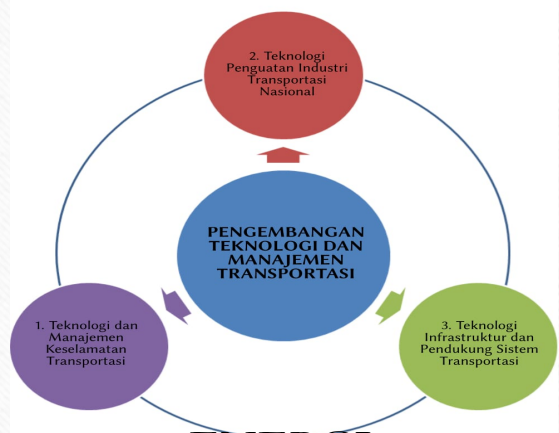 2. Teknologi
Penguatan Industri
Transportasi
Nasional
PENGEMBANGAN
TEKNOLOGI DAN
MANAJEMEN
TRANSPORTASI
1. Teknologi dan
Manajemen
Keselamatan
Transportasi
3. Teknologi
Infrastruktur dan
Pendukung Sistem
Transportasi